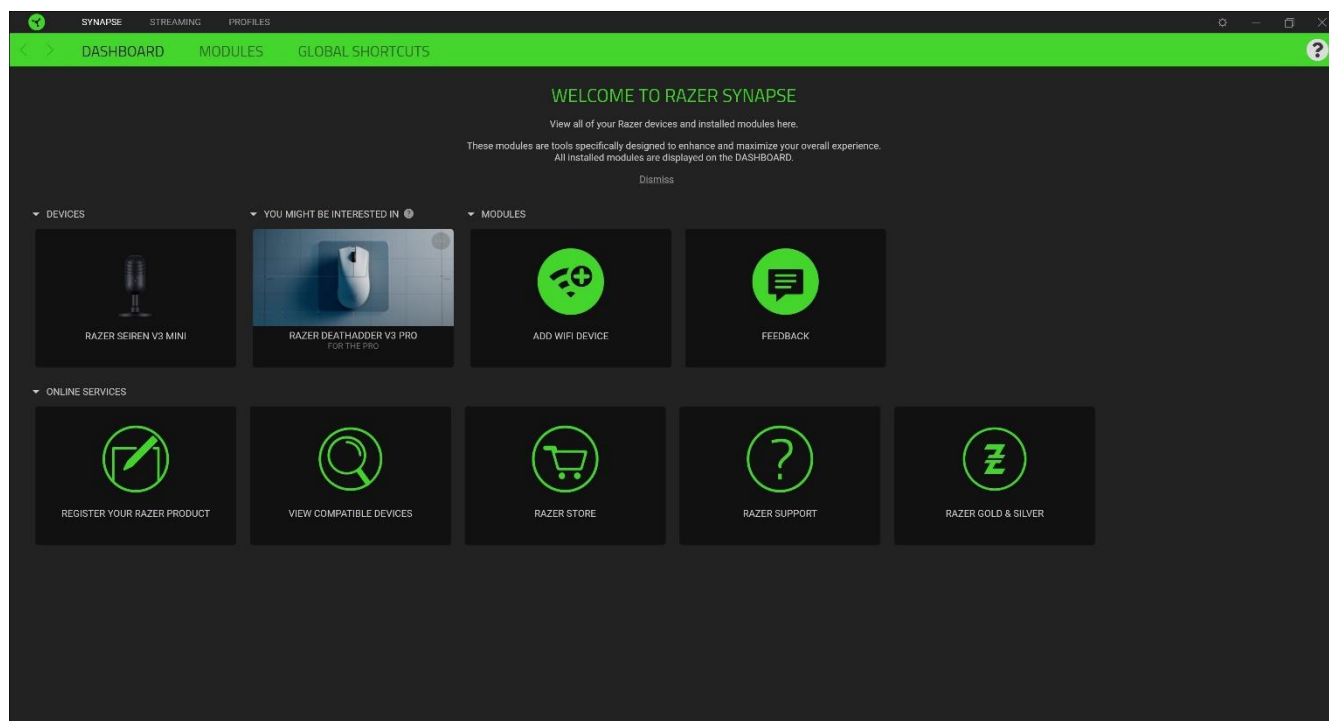 SYNAPSE STREAMING PROFILES
DASHBOARD MODULES GLOBAL SHORTCUTS
?
WELCOME TO RAZER SYNAPSE
View all of your Razer devices and installed modules here.
These modules are tools specifically designed to enhance and maximize your overall experience.
All installed modules are displayed on the DASHBOARD.
Dismiss
DEVICES
YOU MIGHT BE INTERESTED IN ?
MODULES
RAZER SEIREN V3 MINI
RAZER DEATHADDER V3 PRO
FOR THE PRO
ADD WIFI DEVICE
FEEDBACK
ONLINE SERVICES
REGISTER YOUR RAZER PRODUCT
VIEW COMPATIBLE DEVICES
RAZER STORE
?
RAZER SUPPORT
RAZER GOLD & SILVER